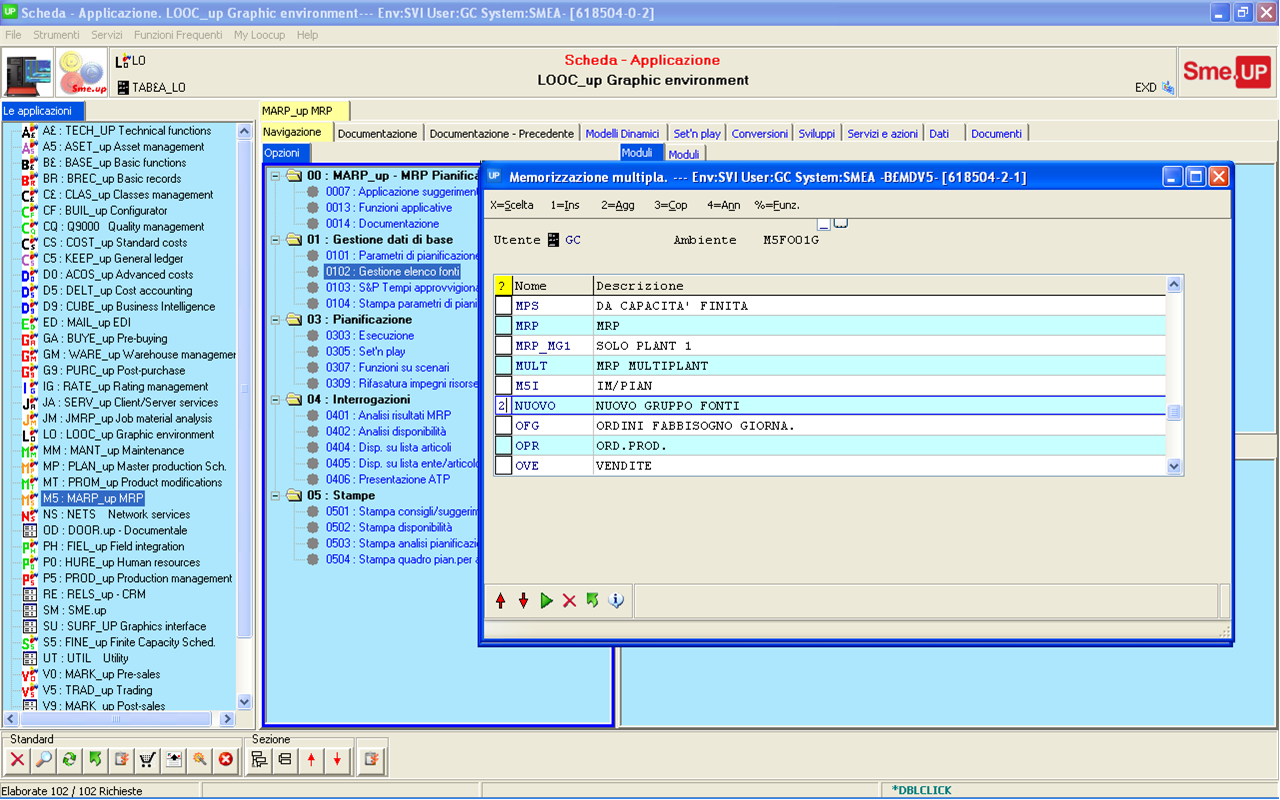 Scheda - Applicazione. LOOC_up Graphic environment--- Env:SVI User:GC System:SMEA- [618504-0-2]
File Strumenti Servizi Funzioni Frequenti My Loocup Help
LO
TABĹA_LO
Scheda - Applicazione
LOOC_up Graphic environment
EXD
Sme.UP
Sme.up
Le applicazioni
A£ : TECH_UP Technical functions
A5 : ASET_up Asset management
B£ : BASE_up Basic functions
BR : BREC_up Basic records
C£ : CLAS_up Classes management
CF : BUIL_up Configurator
CQ : Q9000 Quality management
CS : COST_up Standard costs
C5 : KEEP_up General ledger
D0 : ACOS_up Advanced costs
D5 : DELT_up Cost accounting
D9 : CUBE_up Business Intelligence
ED : MAIL_up EDI
GA : BUYE_up Pre-buying
GM : WARE_up Warehouse managemer
G9 : PURC_up Post-purchase
IG : RATE_up Rating management
JA : SERV_up Client/Server services
JM : JMRP_up Job material analysis
LO : LOOC_up Graphic environment
MM : MANT_up Maintenance
MP : PLAN_up Master production Sch.
MT : PROM_up Product modifications
M5 : MARP_up MRP
NS : NETS Network services
OD : DOOR.up - Documentale
PH : FIEL_up Field integration
P0 : HURE_up Human resources
P5 : PROD_up Production management
RE : RELS_up - CRM
SM : SME.up
SU : SURF_UP Graphics interface
S5 : FINE_up Finite Capacity Sched.
UT : UTIL Utility
V0 : MARK_up Pre-sales
V5 : TRAD_up Trading
V9 : MARK_up Post-sales
MARP_up MRP
Navigazione Documentazione Documentazione - Precedente Modelli Dinamici Set'n play Conversioni Sviluppi Servizi e azioni Dati Documenti
Opzioni
00 : MARP_up - MRP Pianifica
0007 : Applicazione suggerimen
0013 : Funzioni applicative
0014 : Documentazione
01 : Gestione dati di base
0101 : Parametri di pianificazione
0102 : Gestione elenco fonti
0103 : S&P Tempi approvvigiona
0104 : Stampa parametri di piani
03 : Pianificazione
0303 : Esecuzione
0305 : Set'n play
0307 : Funzioni su scenari
0309 : Rifasatura impegni risorse
04 : Interrogazioni
0401 : Analisi risultati MRP
0402 : Analisi disponibilità
0404 : Disp. su lista articoli
0405 : Disp. su lista ente/articolo
0406 : Presentazione ATP
05 : Stampe
0501 : Stampa consigli/suggerim
0502 : Stampa disponibilità
0503 : Stampa analisi pianificazi
0504 : Stampa quadro pian.per a
Moduli Moduli
UP Memorizzazione multipla. --- Env:SVI User:GC System:SMEA -B£MDV5- [618504-2-1]
X=Scelta 1=Ins 2=Agg 3=Cop 4=Ann %=Funz.
Utente GC Ambiente M5FO01G
? Nome Descrizione
MPS DA CAPACITA' FINITA
MRP MRP
MRP_MG1 SOLO PLANT 1
MULT MRP MULTIPLANT
M5I IM/PIAN
2 NUOVO NUOVO GRUPPO FONTI
OFG ORDINI FABBISOGNO GIORNA.
OPR ORD.PROD.
OVE VENDITE
Standard
Sezione
Elaborate 102 / 102 Richieste
*DBLCLICK